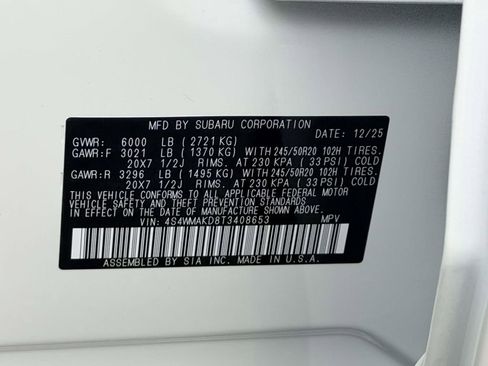 MFD BY SUBARU CORPORATION
DATE: 12/25
GVWR: 6000 LB ( 2721 KG)
GAWR:F 3021 LB ( 1370 KG) WITH 245/50R20 102H TIRES.
20X7 1/2J RIMS. AT 230 KPA ( 33 PSI) COLD
GAWR:R 3296 LB ( 1495 KG) WITH 245/50R20 102H TIRES.
20X7 1/2J RIMS. AT 230 KPA ( 33 PSI) COLD
THIS VEHICLE CONFORMS TO ALL APPLICABLE FEDERAL MOTOR
VEHICLE SAFETY AND THEFT PREVENTION STANDARDS IN EFFECT
ON THE DATE OF MANUFACTURE SHOWN ABOVE.
VIN: 4S4WMAKD8T3408653 MPV
ASSEMBLED BY SIA INC. MADE IN U.S.A.